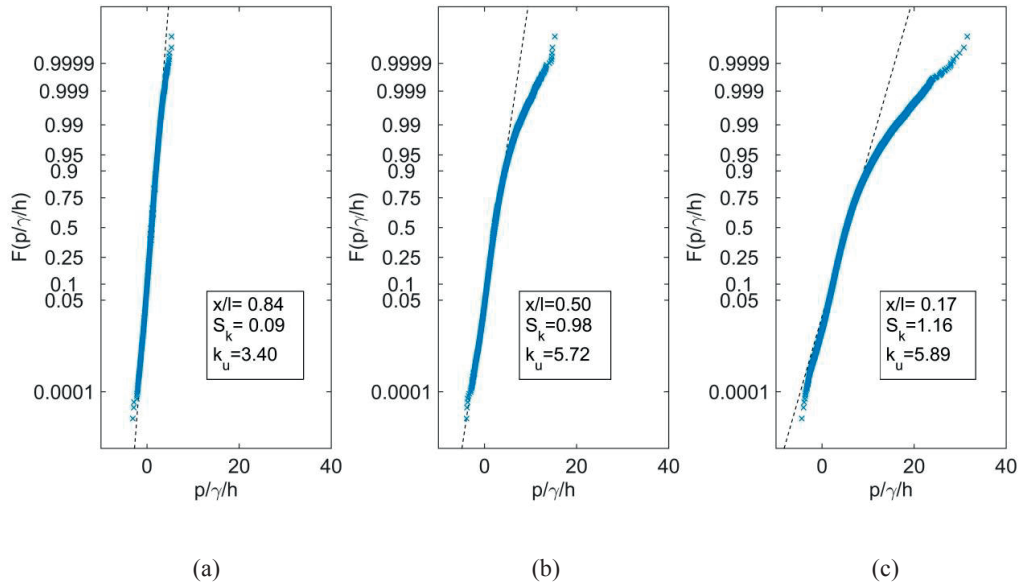 F(p/γ/h)
0.9999
0.999
0.99
0.95
0.9
0.75
0.5
0.25
0.1
0.05
0.0001
x/l= 0.84
S_k= 0.09
k_u=3.40
0 20 40
p/γ/h
(a)
F(p/γ/h)
0.9999
0.999
0.99
0.95
0.9
0.75
0.5
0.25
0.1
0.05
0.0001
x/l=0.50
S_k=0.98
k_u=5.72
0 20 40
p/γ/h
(b)
F(p/γ/h)
0.9999
0.999
0.99
0.95
0.9
0.75
0.5
0.25
0.1
0.05
0.0001
x/l= 0.17
S_k=1.16
k_u=5.89
0 20 40
p/γ/h
(c)